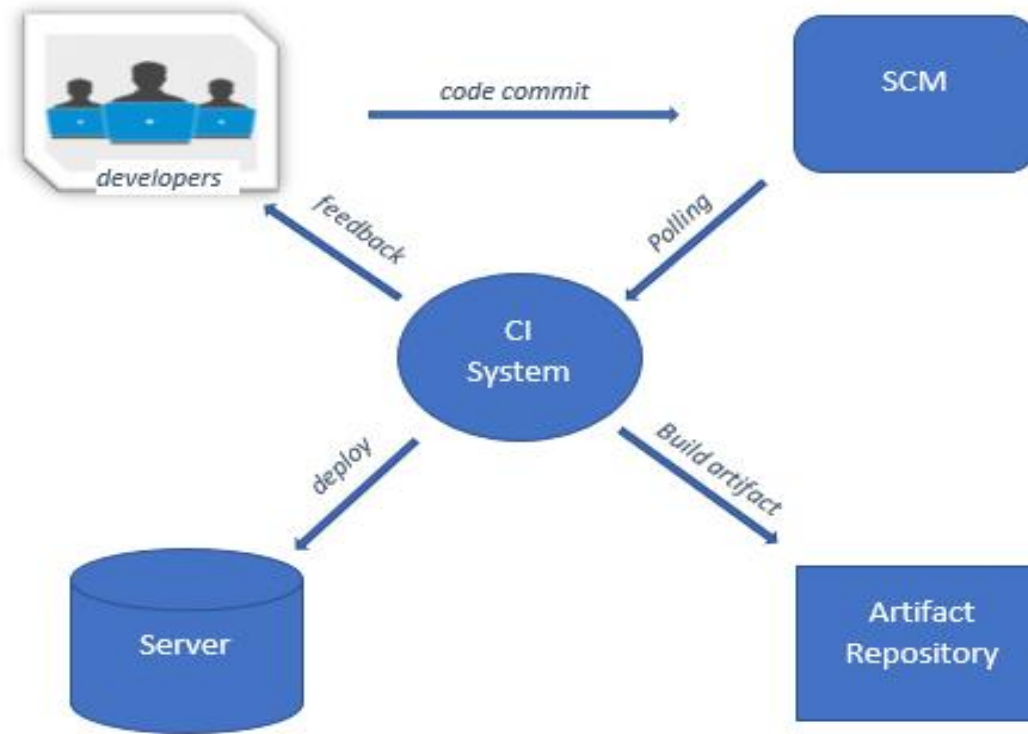 code commit
SCM
developers
feedback
Polling
CI
System
deploy
Build artifact
Server
Artifact
Repository